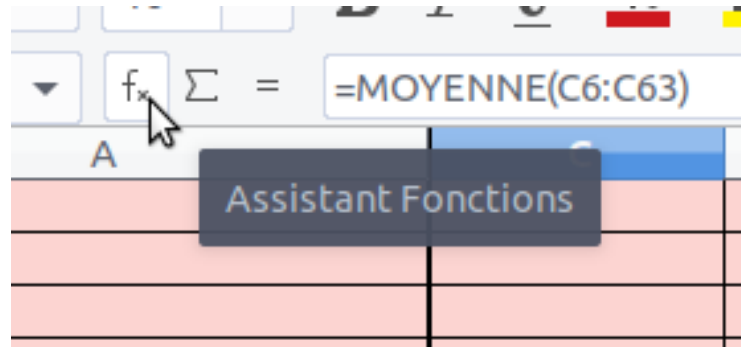 fx Σ = =MOYENNE(C6:C63)
A C
Assistant Fonctions